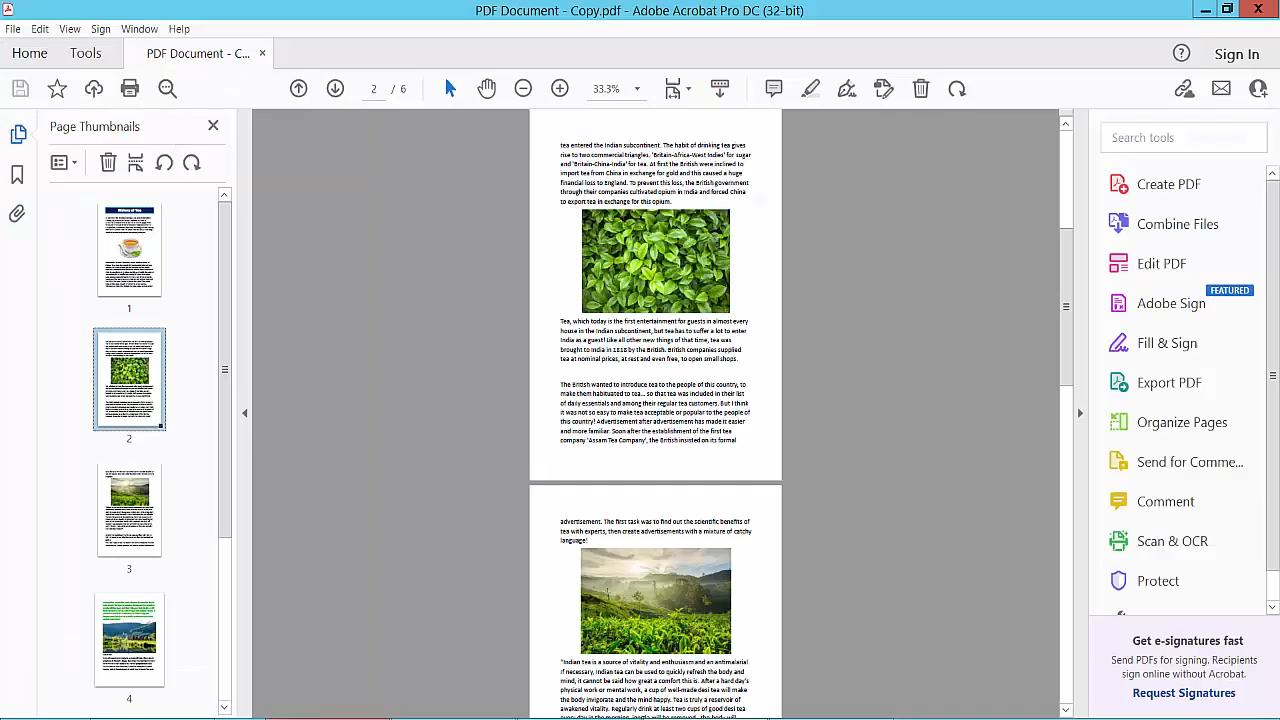 PDF Document - Copy.pdf - Adobe Acrobat Pro DC (32-bit)
File Edit View Sign Window Help
Home Tools PDF Document - C... Sign In
2 / 6 33.3%
Page Thumbnails
History of Tea
1
2
3
4
tea entered the Indian subcontinent. The habit of drinking tea gives
rise to two commercial triangles. 'Britain-Africa-West Indies' for sugar
and 'Britain-China-India' for tea. At first the British were inclined to
import tea from China in exchange for gold and this caused a huge
financial loss to England. To prevent this loss, the British government
through their companies cultivated opium in India and forced China
to export tea in exchange for this opium.
Tea, which today is the first entertainment for guests in almost every
house in the Indian subcontinent, but tea has to suffer a lot to enter
India as a guest! Like all other new things of that time, tea was
brought to India in 1818 by the British. British companies supplied
tea at nominal prices, at rest and even free, to open small shops.
The British wanted to introduce tea to the people of this country, to
make them habituated to tea... so that tea was included in their list
of daily essentials and among their regular tea customers. But I think
it was not so easy to make tea acceptable or popular to the people of
this country! Advertisement after advertisement has made it easier
and more familiar. Soon after the establishment of the first tea
company 'Assam Tea Company', the British insisted on its formal
advertisement. The first task was to find out the scientific benefits of
tea with experts, then create advertisements with a mixture of catchy
language!
"Indian tea is a source of vitality and enthusiasm and an antimalarial.
If necessary, Indian tea can be used to quickly refresh the body and
mind, it cannot be said how great a comfort this is. After a hard day's
physical work or mental work, a cup of well-made desi tea will make
the body invigorate and the mind happy. Tea is truly a reservoir of
awakened vitality. Regularly drink at least two cups of good desi tea
Search tools
Create PDF
Combine Files
Edit PDF
FEATURED
Adobe Sign
Fill & Sign
Export PDF
Organize Pages
Send for Comme...
Comment
Scan & OCR
Protect
Get e-signatures fast
Send PDFs for signing. Recipients
sign online without Acrobat.
Request Signatures